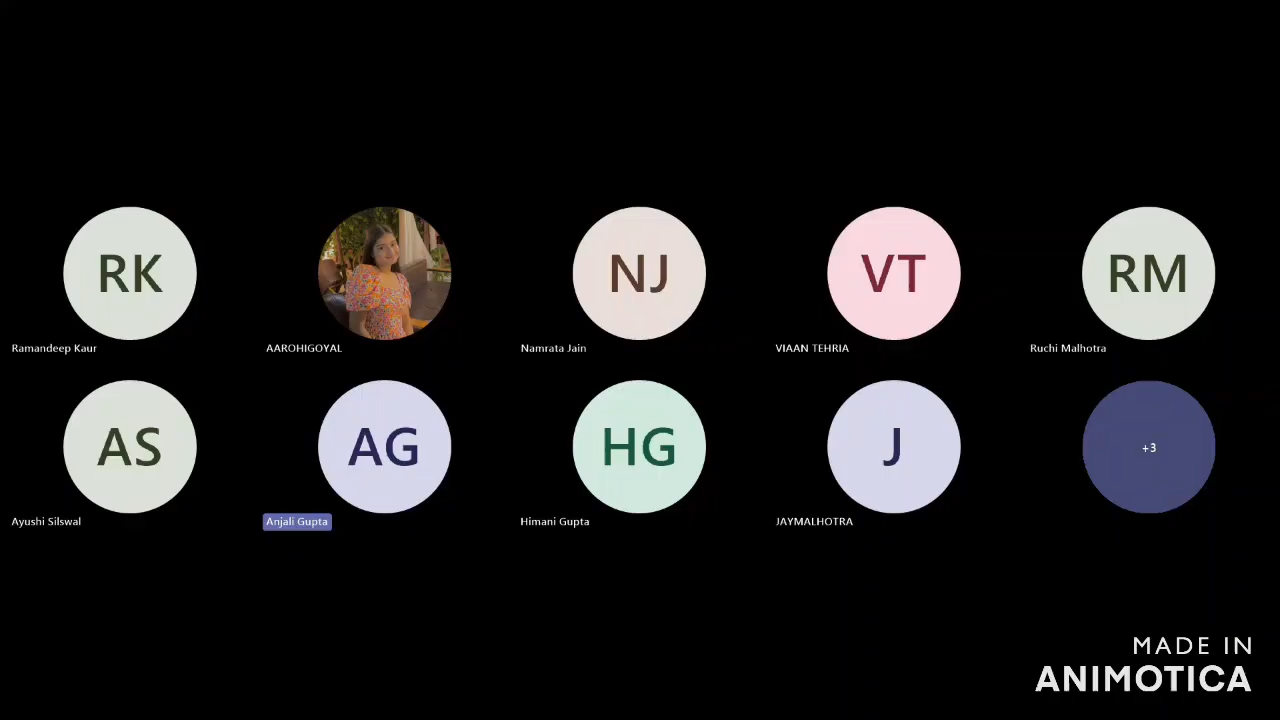 RK
NJ
VT
RM
Ramandeep Kaur
AAROHIGOYAL
Namrata Jain
VIAAN TEHRIA
Ruchi Malhotra
AS
AG
HG
J
+3
Ayushi Silswal
Anjali Gupta
Himani Gupta
JAYMALHOTRA
MADE IN
ANIMOTICA